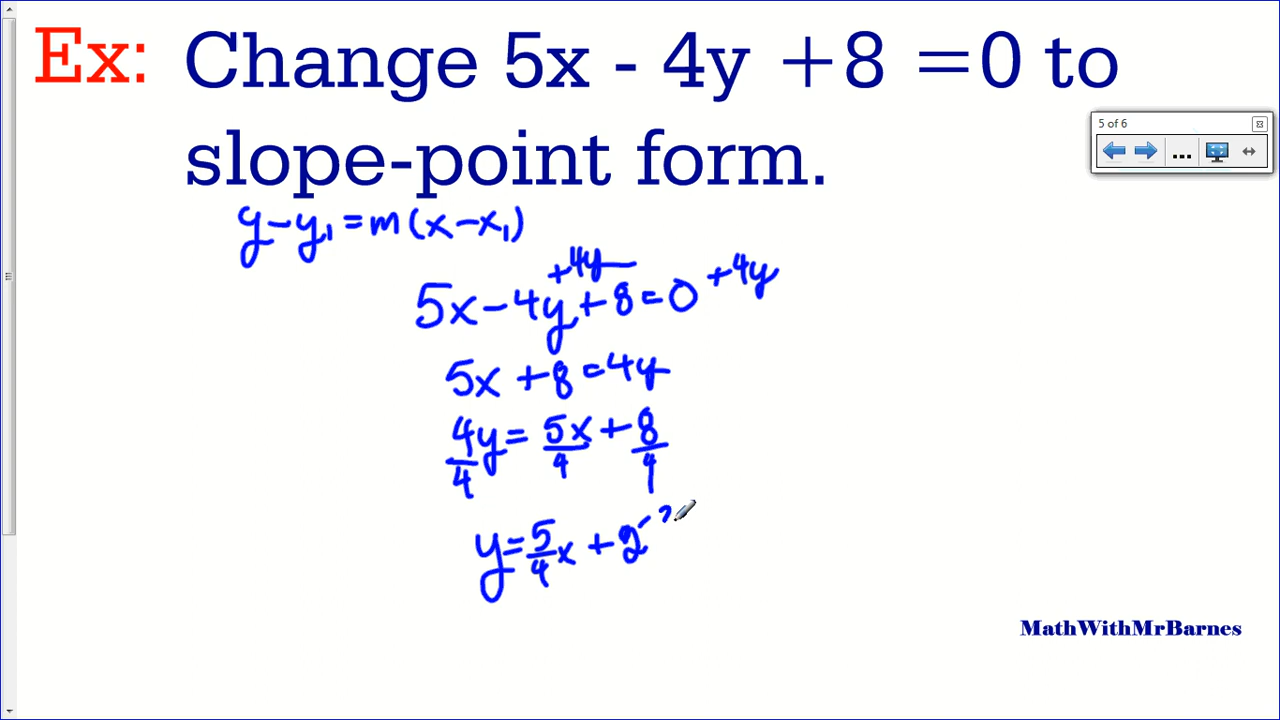 Ex: Change 5x - 4y +8 =0 to
slope-point form.
5 of 6
...
y-y₁=m(x-x₁)
+4y +4y
5x-4y+8=0
5x+8=4y
4y=5x+8
4 4 4
y=5/4x+2-2
MathWithMrBarnes